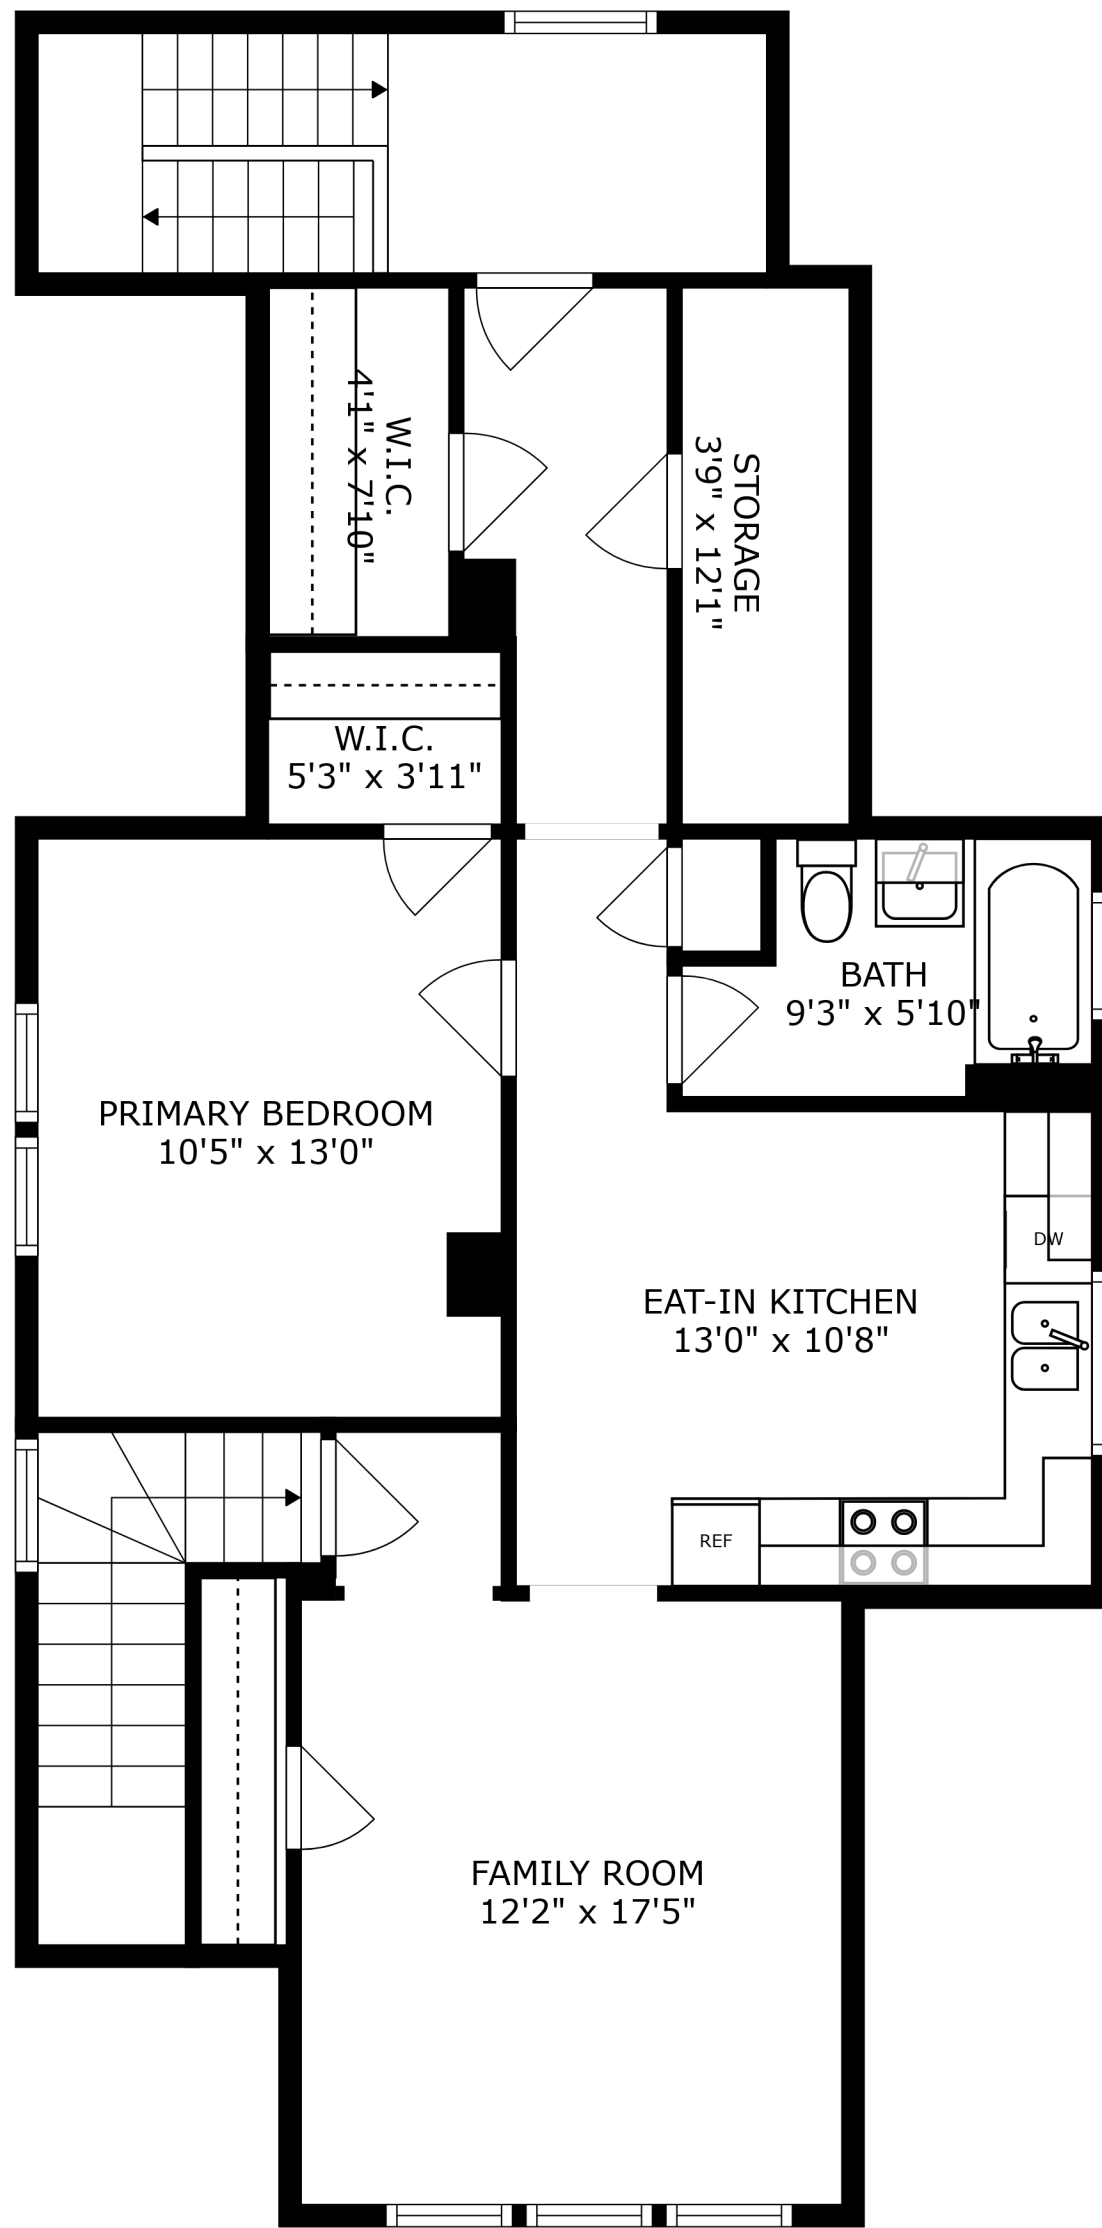 W.I.C.
4'1" x 7'10"
STORAGE
3'9" x 12'1"
W.I.C.
5'3" x 3'11"
BATH
9'3" x 5'10"
PRIMARY BEDROOM
10'5" x 13'0"
DW
EAT-IN KITCHEN
13'0" x 10'8"
REF
FAMILY ROOM
12'2" x 17'5"